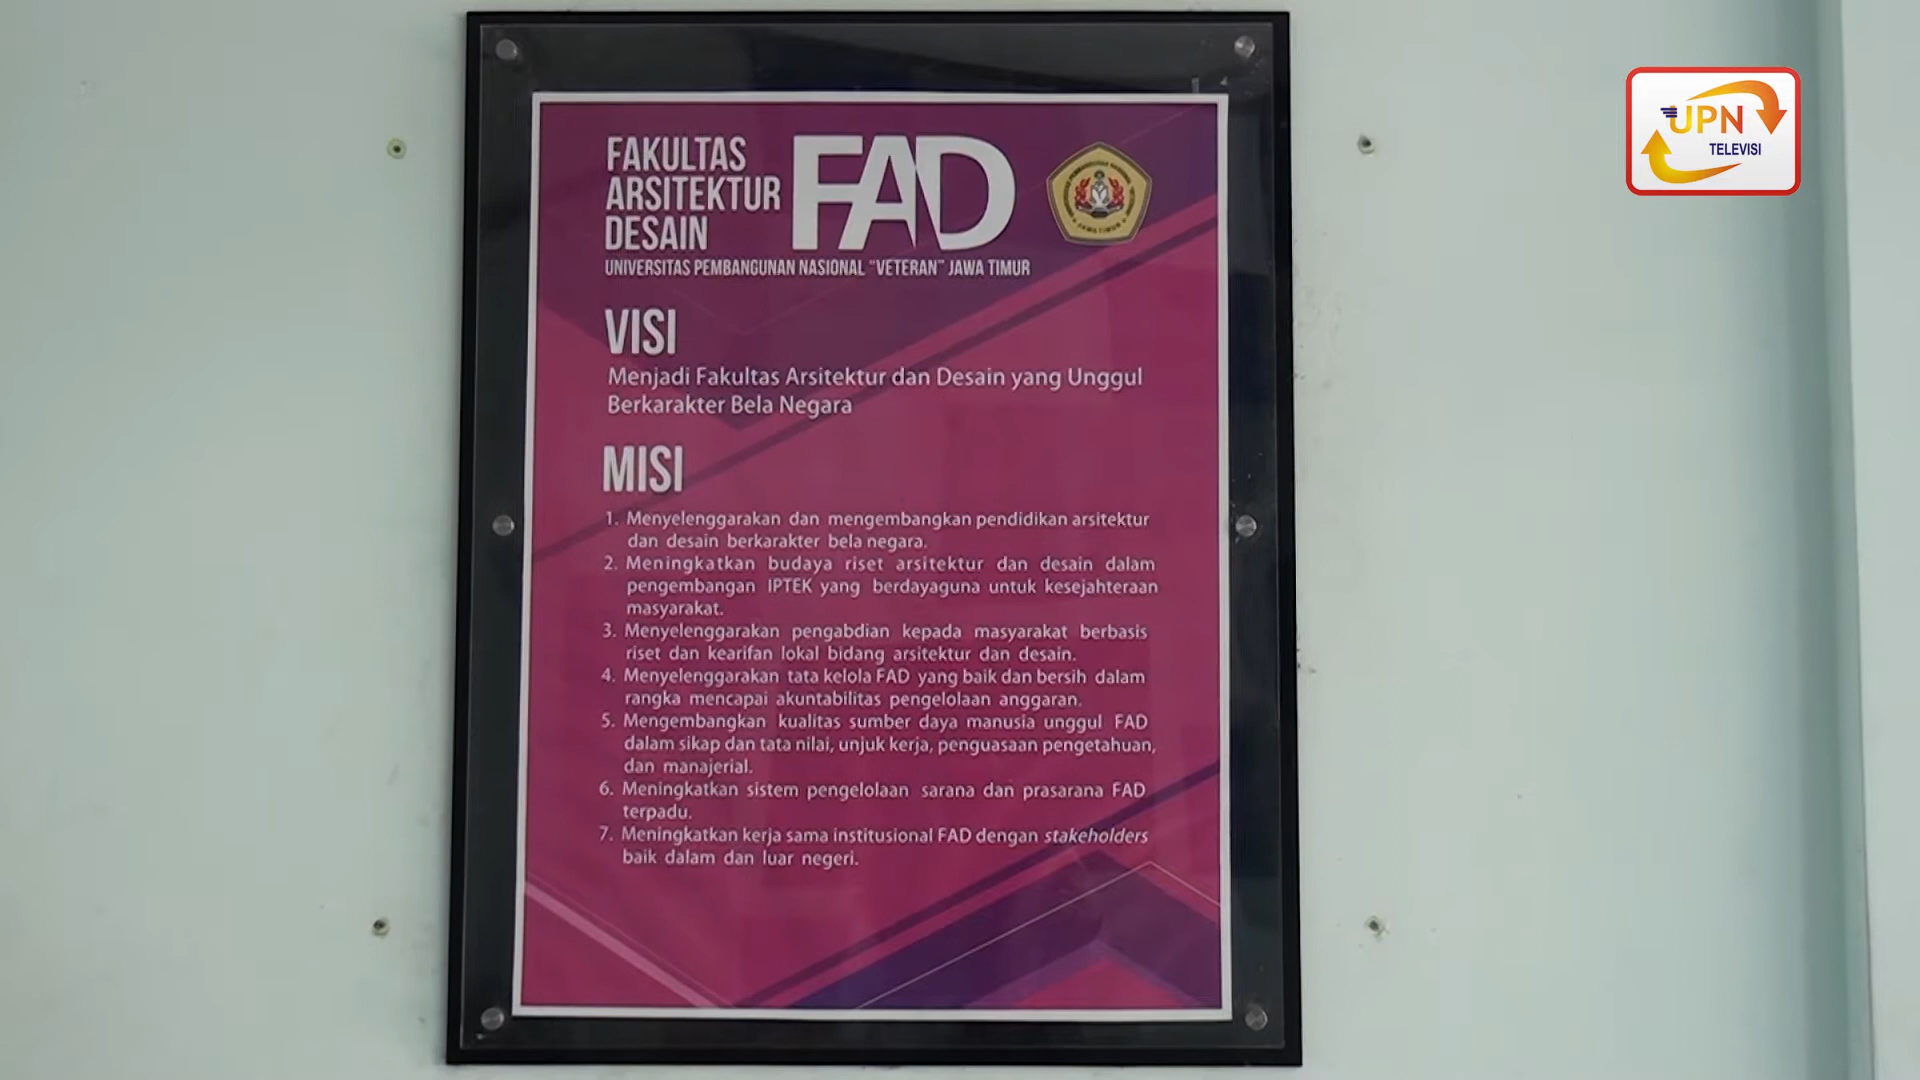 FAKULTAS
ARSITEKTUR
DESAIN
FAD
UNIVERSITAS PEMBANGUNAN NASIONAL "VETERAN" JAWA TIMUR
VISI
Menjadi Fakultas Arsitektur dan Desain yang Unggul
Berkarakter Bela Negara
MISI
1. Menyelenggarakan dan mengembangkan pendidikan arsitektur
dan desain berkarakter bela negara.
2. Meningkatkan budaya riset arsitektur dan desain dalam
pengembangan IPTEK yang berdayaguna untuk kesejahteraan
masyarakat.
3. Menyelenggarakan pengabdian kepada masyarakat berbasis
riset dan kearifan lokal bidang arsitektur dan desain.
4. Menyelenggarakan tata kelola FAD yang baik dan bersih dalam
rangka mencapai akuntabilitas pengelolaan anggaran.
5. Mengembangkan kualitas sumber daya manusia unggul FAD
dalam sikap dan tata nilai, unjuk kerja, penguasaan pengetahuan,
dan manajerial.
6. Meningkatkan sistem pengelolaan sarana dan prasarana FAD
terpadu.
7. Meningkatkan kerja sama institusional FAD dengan stakeholders
baik dalam dan luar negeri.
UPN
TELEVISI
JAWA TIMUR